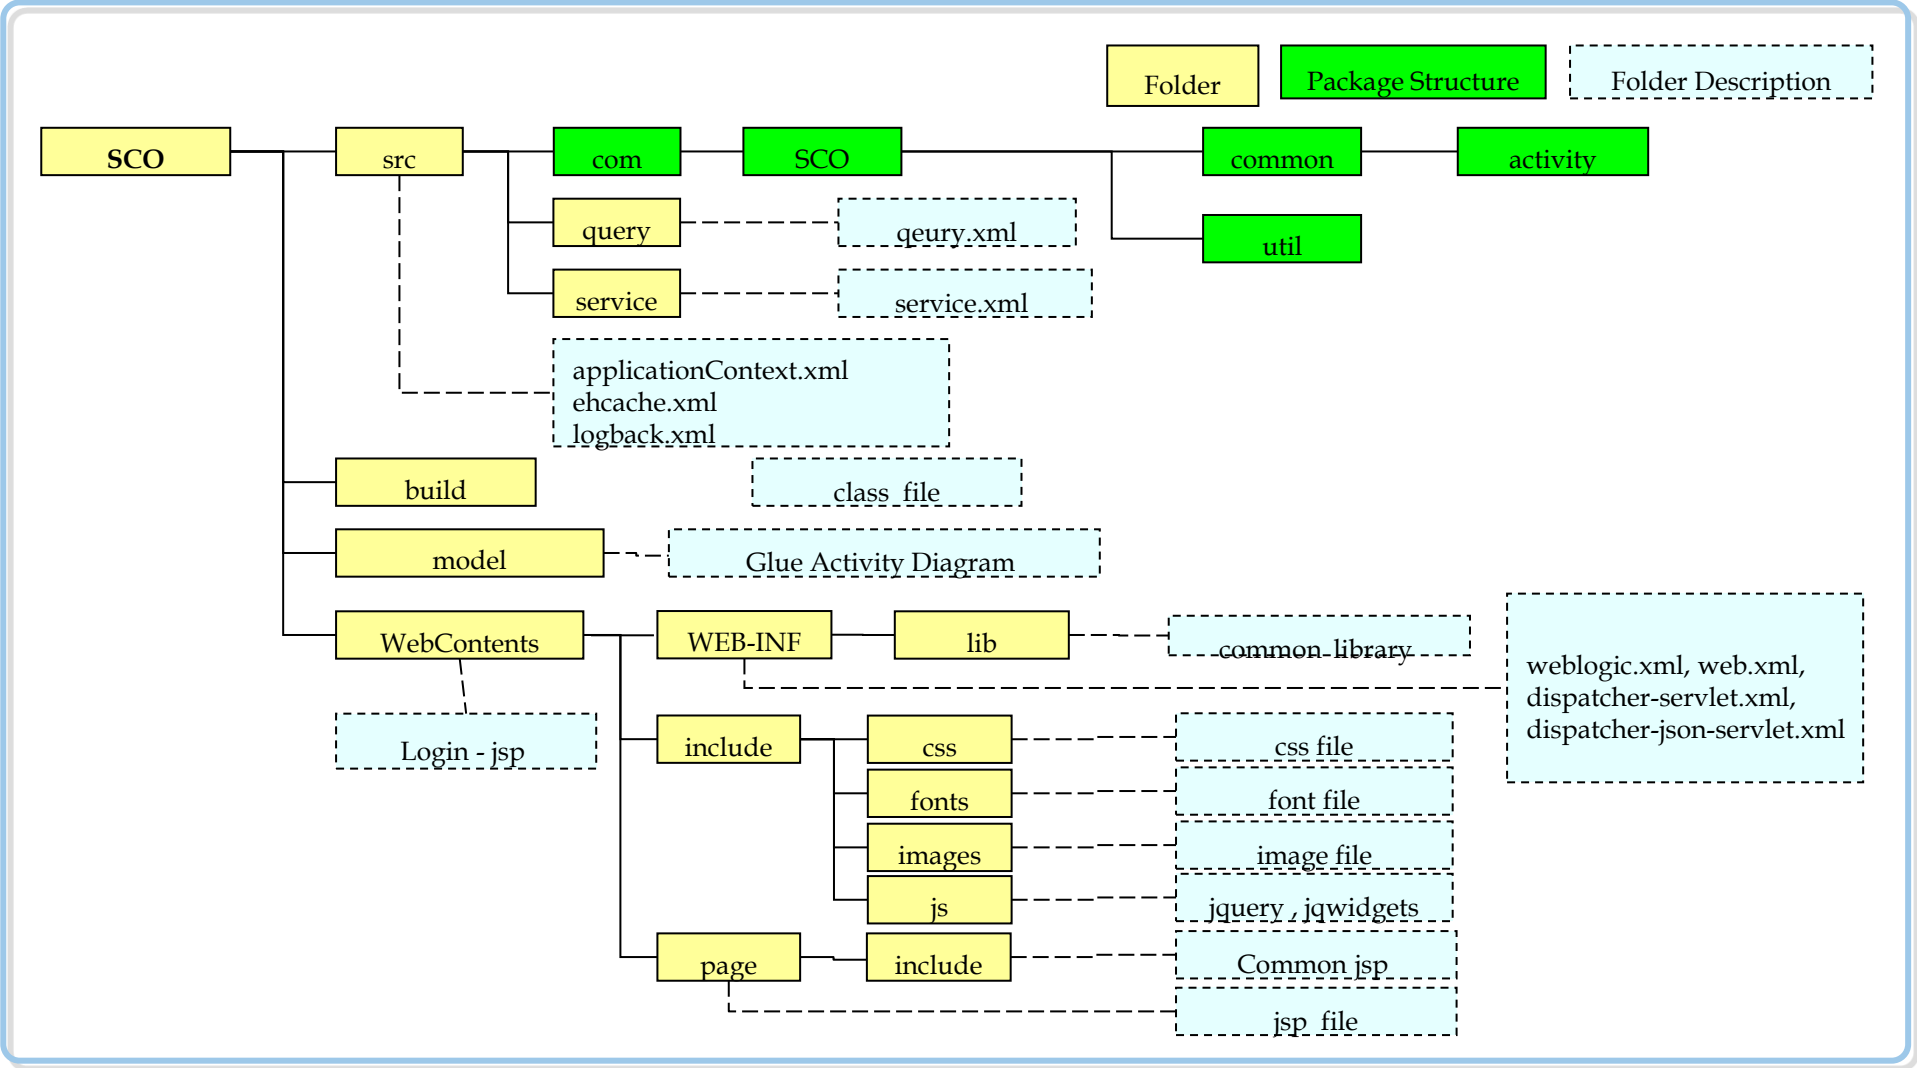 Folder
Package Structure
Folder Description
SCO
src
com
SCO
common
activity
query
qeury.xml
util
service
service.xml
applicationContext.xml
ehcache.xml
logback.xml
build
class  file
model
Glue Activity Diagram
WebContents
WEB-INF
lib
common  library
weblogic.xml, web.xml,
dispatcher-servlet.xml,
dispatcher-json-servlet.xml
Login - jsp
include
css
css file
fonts
font file
images
image file
js
jquery , jqwidgets
page
include
Common jsp
jsp  file